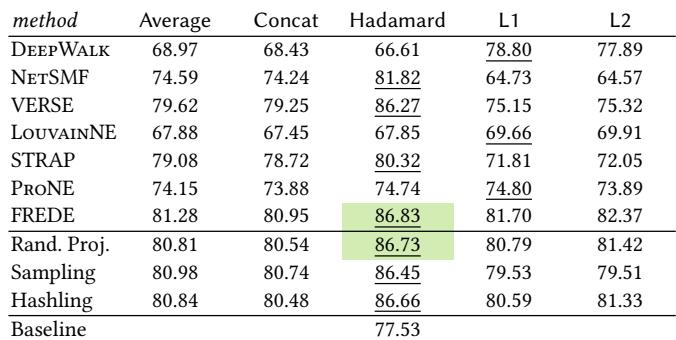 method Average Concat Hadamard L1 L2
DEEPWALK 68.97 68.43 66.61 78.80 77.89
NETSMF 74.59 74.24 81.82 64.73 64.57
VERSE 79.62 79.25 86.27 75.15 75.32
LOUVAINNE 67.88 67.45 67.85 69.66 69.91
STRAP 79.08 78.72 80.32 71.81 72.05
PRONE 74.15 73.88 74.74 74.80 73.89
FREDE 81.28 80.95 86.83 81.70 82.37
Rand. Proj. 80.81 80.54 86.73 80.79 81.42
Sampling 80.98 80.74 86.45 79.53 79.51
Hashling 80.84 80.48 86.66 80.59 81.33
Baseline 77.53